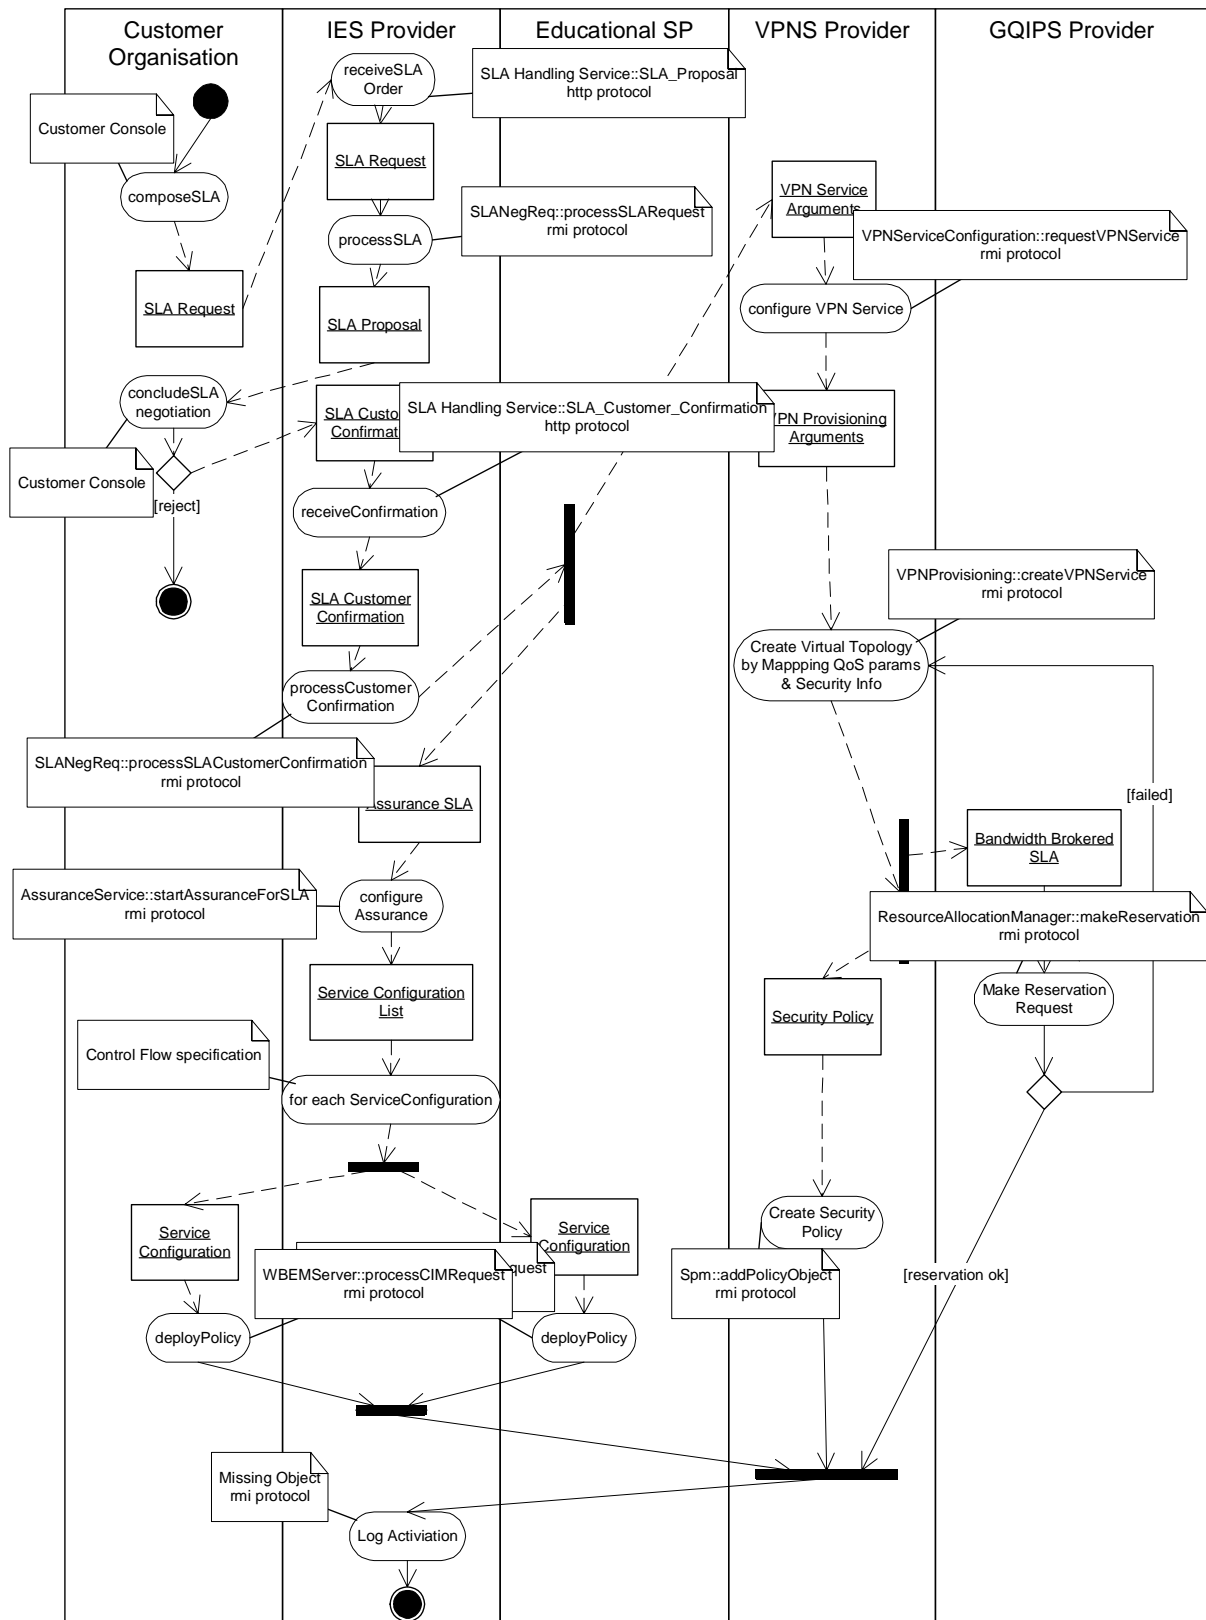 Customer
Organisation
IES Provider
Educational SP
VPNS Provider
GQIPS Provider
receiveSLA
Order
SLA Handling Service::SLA_Proposal
http protocol
Customer Console
SLA Request
VPN Service
Arguments
composeSLA
SLANegReq::processSLARequest
rmi protocol
processSLA
VPNServiceConfiguration::requestVPNService
rmi protocol
SLA Request
SLA Proposal
configure VPN Service
concludeSLA
negotiation
SLA Custo
Confirmat
SLA Handling Service::SLA_Customer_Confirmation
http protocol
VPN Provisioning
Arguments
Customer Console
[reject]
receiveConfirmation
VPNProvisioning::createVPNService
rmi protocol
SLA Customer
Confirmation
Create Virtual Topology
by Mappping QoS params
& Security Info
processCustomer
Confirmation
SLANegReq::processSLACustomerConfirmation
rmi protocol
Assurance SLA
[failed]
Bandwidth Brokered
SLA
AssuranceService::startAssuranceForSLA
rmi protocol
configure
Assurance
ResourceAllocationManager::makeReservation
rmi protocol
Service Configuration
List
Security Policy
Make Reservation
Request
Control Flow specification
for each ServiceConfiguration
Service
Configuration
Service
Configuration
Create Security
Policy
WBEMServer::processCIMRequest
rmi protocol
quest
Spm::addPolicyObject
rmi protocol
[reservation ok]
deployPolicy
deployPolicy
Missing Object
rmi protocol
Log Activiation